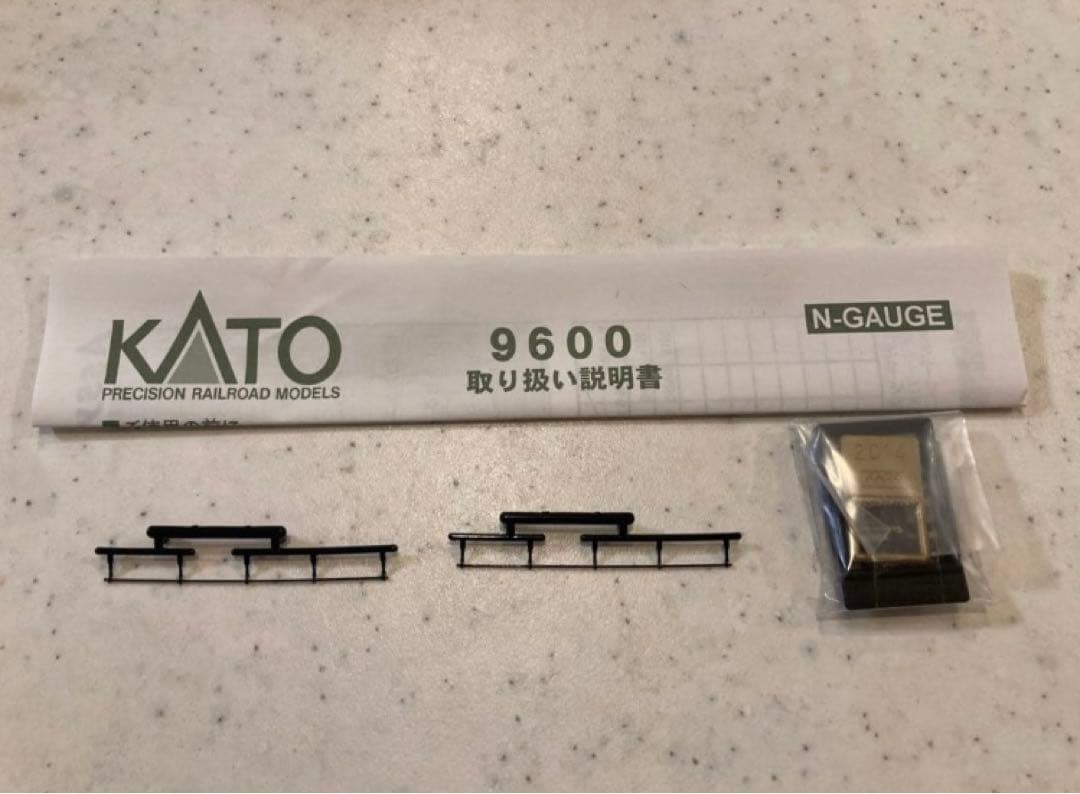 KATO
PRECISION RAILROAD MODELS
9600
取り扱い説明書
N-GAUGE